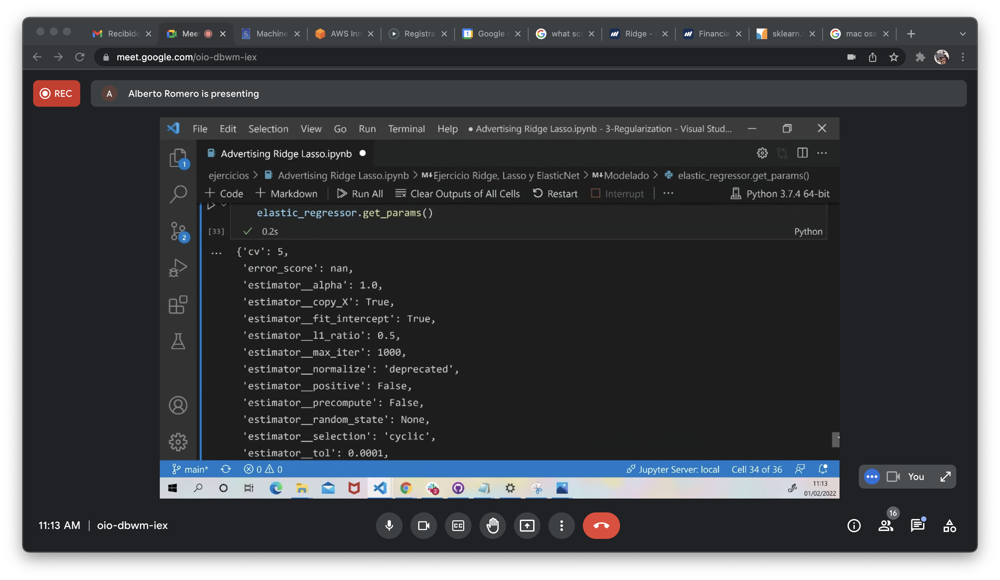 Recibido
Mee
Machine
AWS Inn
Registra
1
Google
what sc
Ridge -
Financia
sklearn.
mac osx
meet.google.com/oio-dbwm-iex
REC
A
Alberto Romero is presenting
File Edit Selection View Go Run Terminal Help
● Advertising Ridge Lasso.ipynb - 3-Regularization - Visual Stud...
Advertising Ridge Lasso.ipynb
1
ejercicios > Advertising Ridge Lasso.ipynb > M↓Ejercicio Ridge, Lasso y ElasticNet > M↓Modelado > elastic_regressor.get_params()
+ Code + Markdown Run All Clear Outputs of All Cells Restart Interrupt ... Python 3.7.4 64-bit
elastic_regressor.get_params()
[33] ✓ 0.2s Python
2
... {'cv': 5,
'error_score': nan,
'estimator__alpha': 1.0,
'estimator__copy_X': True,
'estimator__fit_intercept': True,
'estimator__l1_ratio': 0.5,
'estimator__max_iter': 1000,
'estimator__normalize': 'deprecated',
'estimator__positive': False,
'estimator__precompute': False,
'estimator__random_state': None,
'estimator__selection': 'cyclic',
'estimator__tol': 0.0001,
main* 0 0 Jupyter Server: local Cell 34 of 36
2
11:13
01/02/2022
You
11:13 AM | oio-dbwm-iex
CC
16